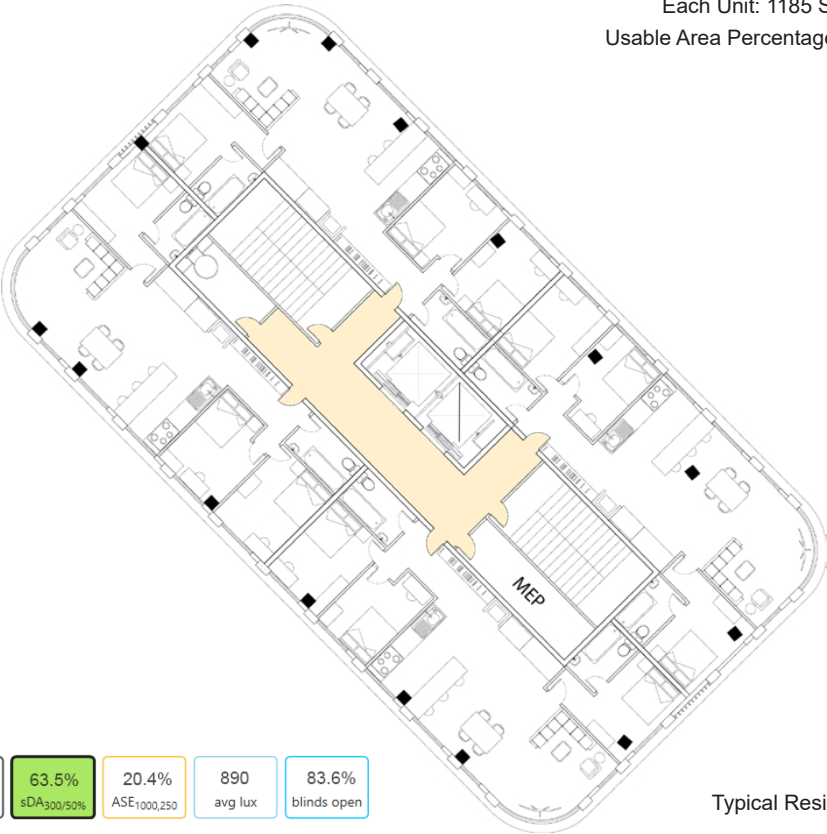 Each Unit: 1185 S
Usable Area Percentage
MEP
63.5%
sDA300/50%
20.4%
ASE1000,250
890
avg lux
83.6%
blinds open
Typical Resi